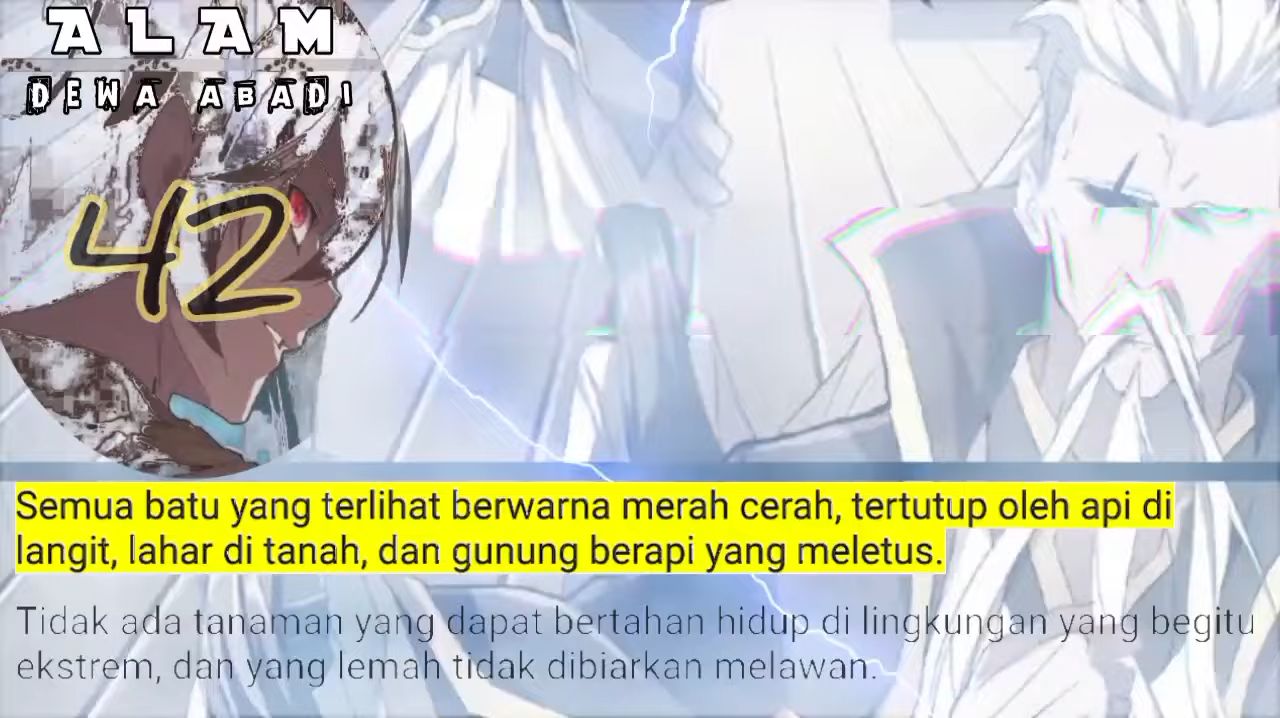 ALAM
DEWA ABADI
42
Semua batu yang terlihat berwarna merah cerah, tertutup oleh api di
langit, lahar di tanah, dan gunung berapi yang meletus.
Tidak ada tanaman yang dapat bertahan hidup di lingkungan yang begitu
ekstrem, dan yang lemah tidak dibiarkan melawan.